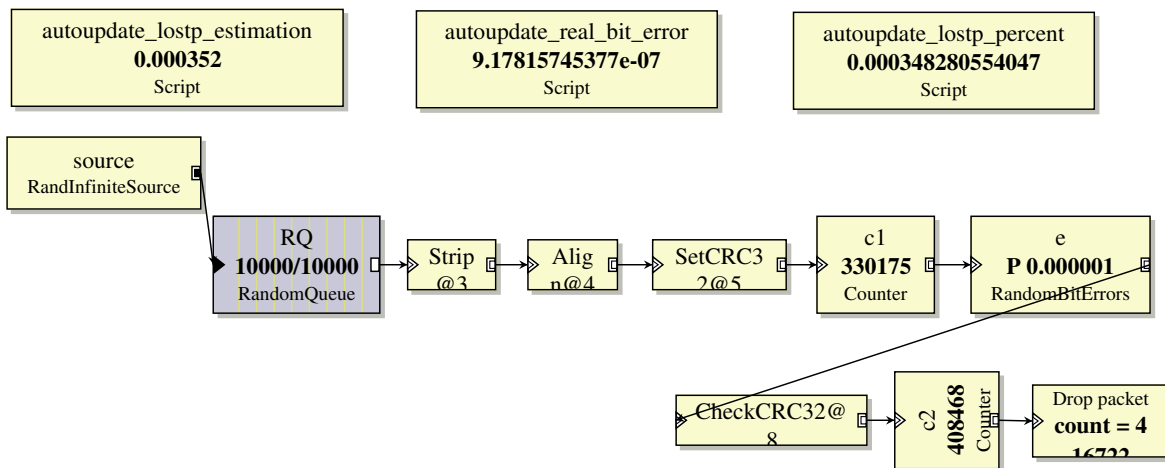 autoupdate_lostp_estimation
0.000352
Script
autoupdate_real_bit_error
9.17815745377e-07
Script
autoupdate_lostp_percent
0.000348280554047
Script
source
RandInfiniteSource
RQ
10000/10000
RandomQueue
Strip
@3
Alig
n@4
SetCRC3
2@5
c1
330175
Counter
e
P 0.000001
RandomBitErrors
CheckCRC32@
8
c2
408468
Counter
Drop packet
count = 4
16722